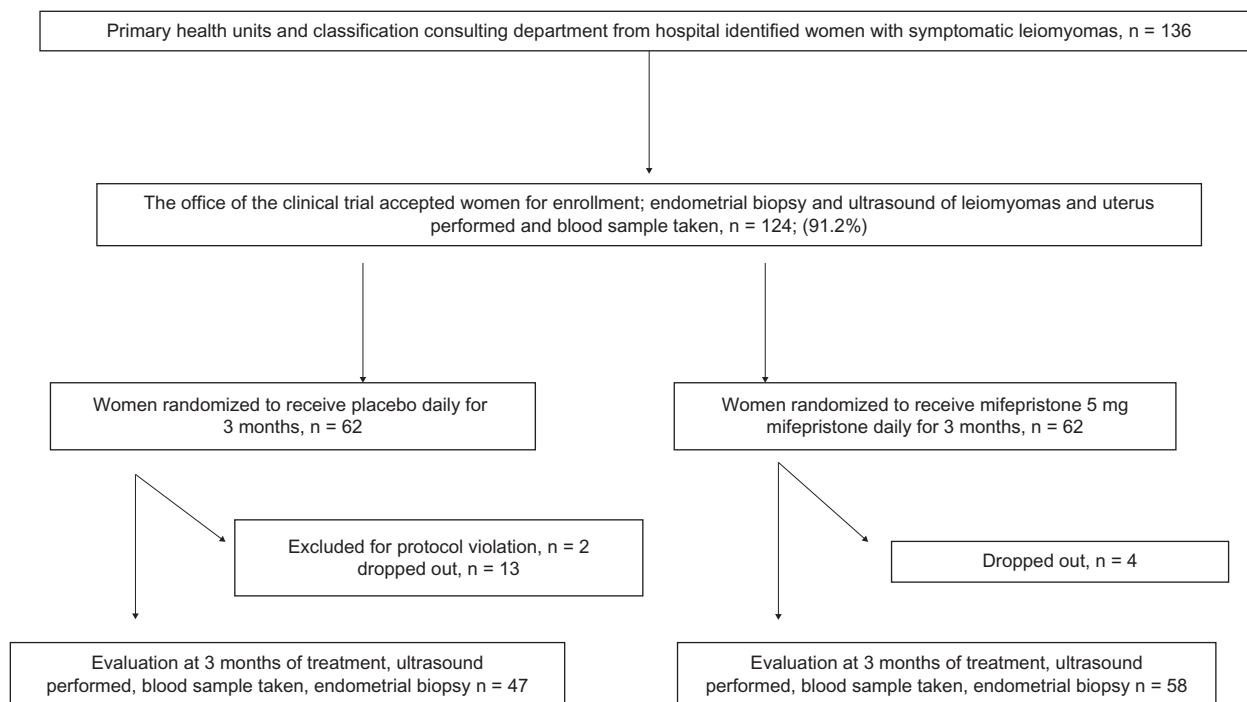 Primary health units and classification consulting department from hospital identified women with symptomatic leiomyomas, n = 136
The office of the clinical trial accepted women for enrollment; endometrial biopsy and ultrasound of leiomyomas and uterus
performed and blood sample taken, n = 124; (91.2%)
Women randomized to receive placebo daily for
3 months, n = 62
Women randomized to receive mifepristone 5 mg
mifepristone daily for 3 months, n = 62
Excluded for protocol violation, n = 2
dropped out, n = 13
Dropped out, n = 4
Evaluation at 3 months of treatment, ultrasound
performed, blood sample taken, endometrial biopsy n = 47
Evaluation at 3 months of treatment, ultrasound
performed, blood sample taken, endometrial biopsy n = 58